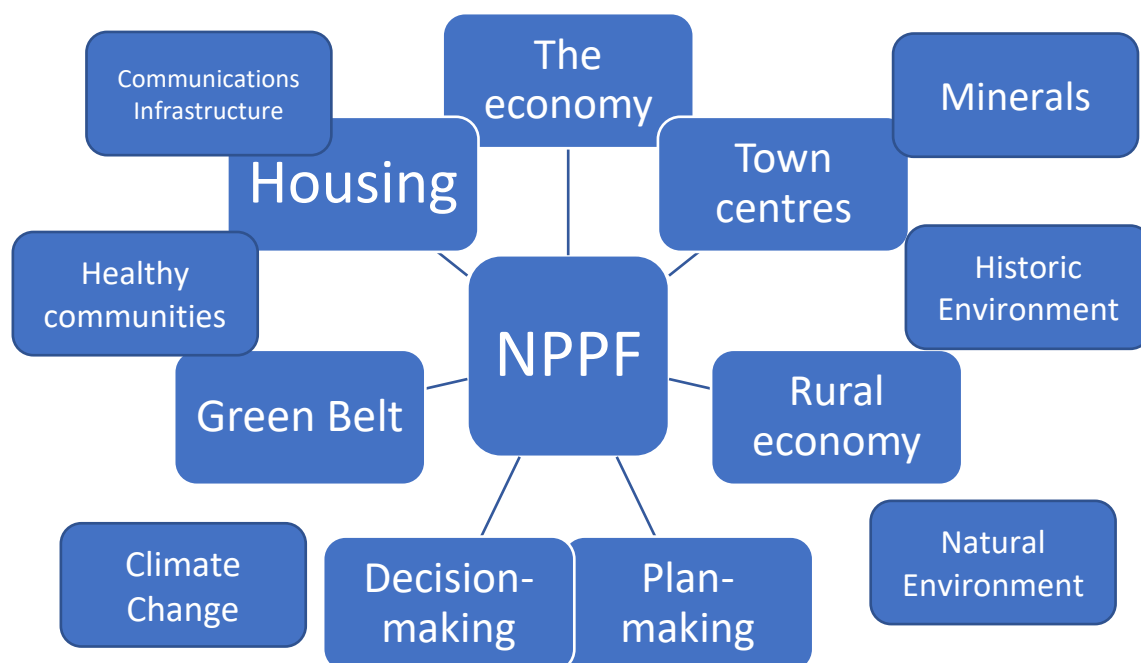 The
economy
Communications
Infrastructure
Minerals
Housing
Town
centres
Healthy
communities
Historic
Environment
NPPF
Green Belt
Rural
economy
Climate
Change
Decision-
making
Plan-
making
Natural
Environment